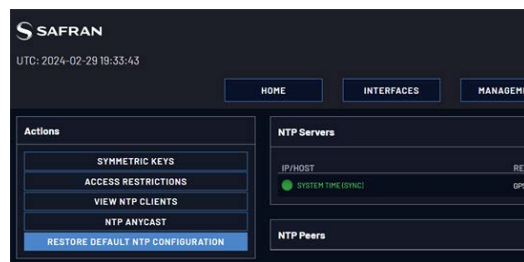 SAFRAN
UTC: 2024-02-29 19:33:43
HOME
INTERFACES
Actions
SYMMETRIC KEYS
ACCESS RESTRICTIONS
VIEW NTP CLIENTS
NTP ANYCAST
RESTORE DEFAULT NTP CONFIGURATION
NTP Servers
IP/HOST
SYSTEM TIME (SYNC)
NTP Peers